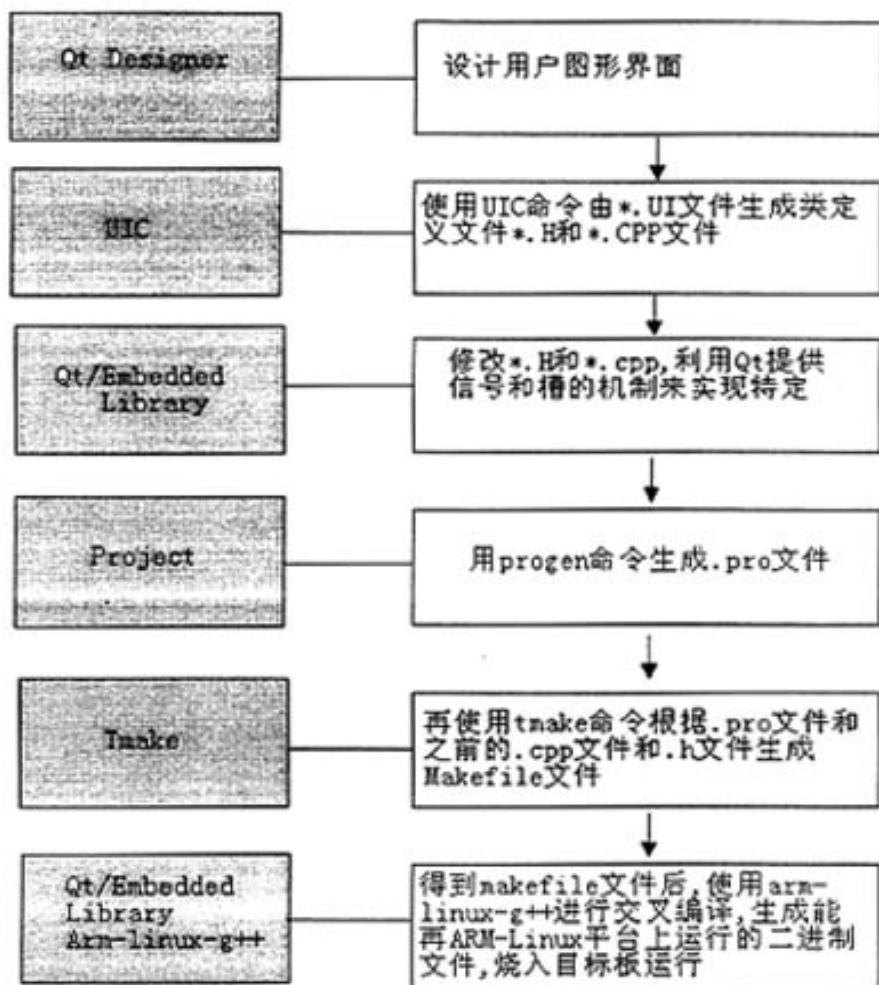 Qt Designer
设计用户图形界面
UIC
使用UIC命令由*.UI文件生成类定
义文件*.H和*.CPP文件
Qt/Embedded
Library
修改*.H和*.cpp,利用Qt提供
信号和槽的机制来实现特定
Project
用progen命令生成.pro文件
Tmake
再使用tmake命令根据.pro文件和
之前的.cpp文件和.h文件生成
Makefile文件
Qt/Embedded
Library
Arm-linux-g++
得到makefile文件后,使用arm-
linux-g++进行交叉编译,生成能
再ARM-Linux平台上运行的二进制
文件,烧入目标板运行